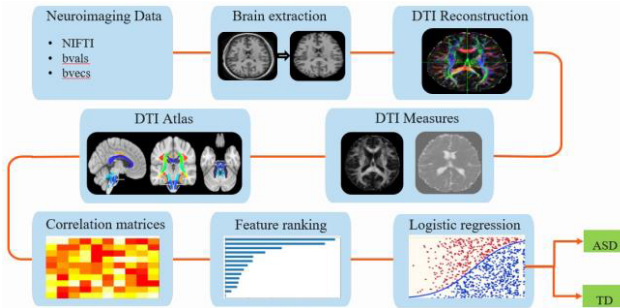 Neuroimaging Data
• NIFTI
• bvals
• bvecs
Brain extraction
DTI Reconstruction
DTI Atlas
DTI Measures
Correlation matrices
Feature ranking
Logistic regression
ASD
TD